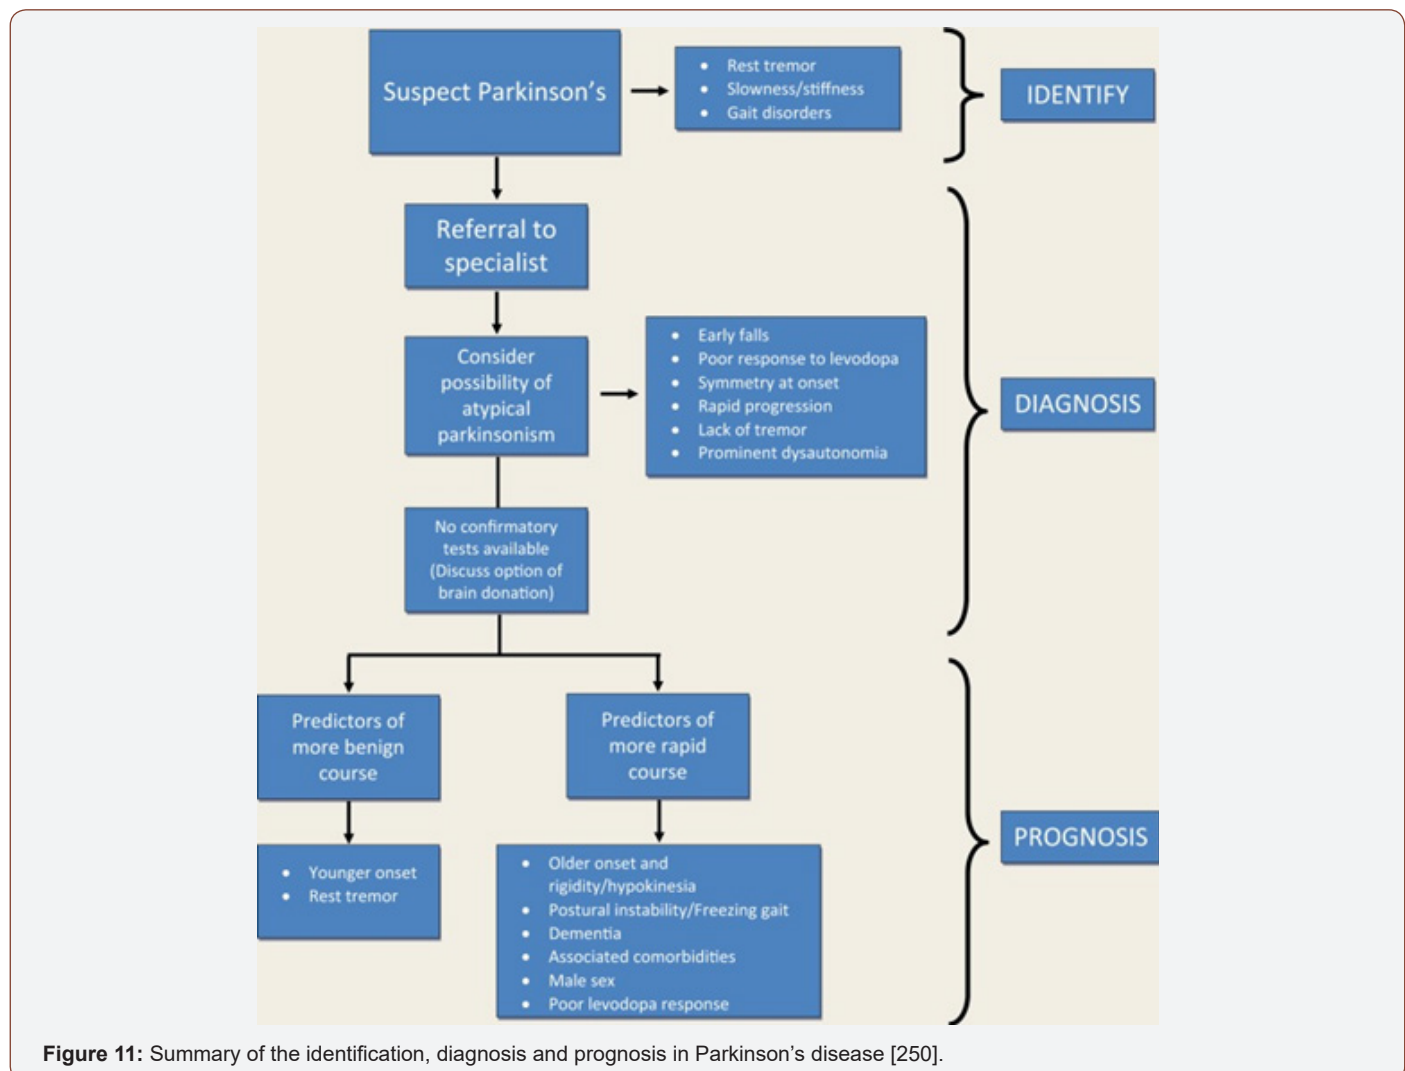 Suspect Parkinson's
• Rest tremor
• Slowness/stiffness
• Gait disorders
IDENTIFY
Referral to
specialist
Consider
possibility of
atypical
parkinsonism
• Early falls
• Poor response to levodopa
• Symmetry at onset
• Rapid progression
• Lack of tremor
• Prominent dysautonomia
DIAGNOSIS
No confirmatory
tests available
(Discuss option of
brain donation)
Predictors of
more benign
course
Predictors of
more rapid
course
• Younger onset
• Rest tremor
• Older onset and
rigidity/hypokinesia
• Postural instability/Freezing gait
• Dementia
• Associated comorbidities
• Male sex
• Poor levodopa response
PROGNOSIS
Figure 11: Summary of the identification, diagnosis and prognosis in Parkinson's disease [250].